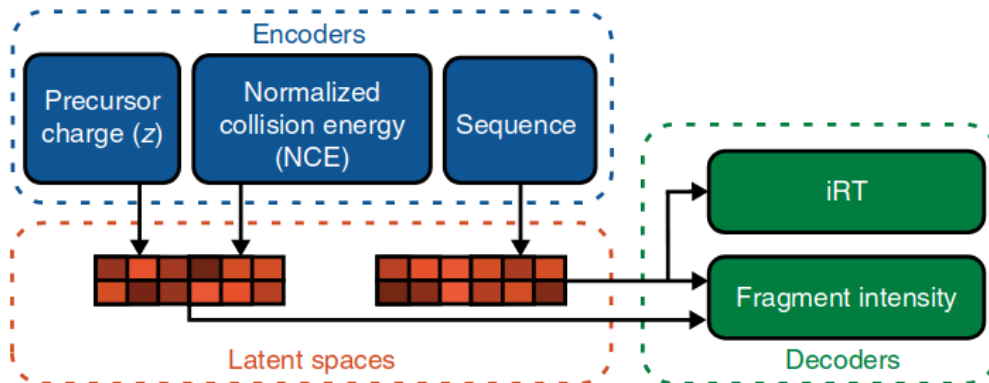 Encoders
Precursor
charge (z)
Normalized
collision energy
(NCE)
Sequence
iRT
Fragment intensity
Latent spaces
Decoders